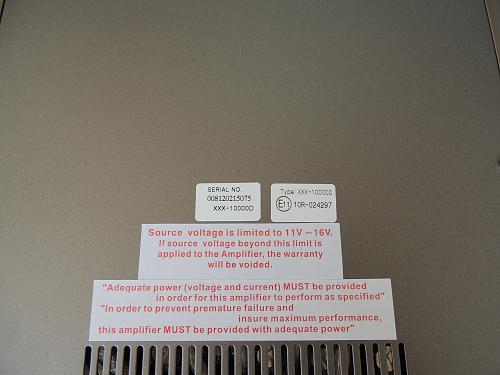 SERIAL NO.
008120215075
XXX-10000D
Type: XXX-10000D
E11 10R-024297
Source voltage is limited to 11V ~ 16V.
If source voltage beyond this limit is
applied to the Amplifier, the warranty
will be voided.
"Adequate power (voltage and current) MUST be provided
in order for this amplifier to perform as specified"
"In order to prevent premature failure and
insure maximum performance,
this amplifier MUST be provided with adequate power"